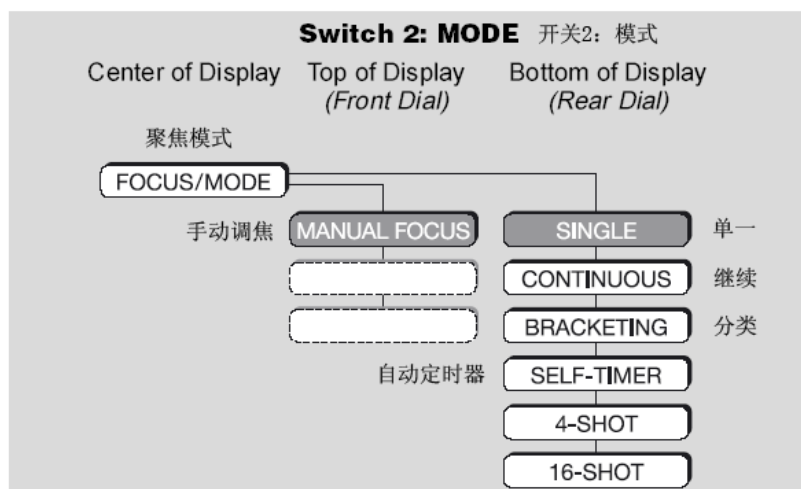 Switch 2: MODE 开关2：模式
Center of Display Top of Display Bottom of Display
(Front Dial) (Rear Dial)
聚焦模式
FOCUS/MODE
手动调焦 MANUAL FOCUS SINGLE 单一
CONTINUOUS 继续
BRACKETING 分类
自动定时器 SELF-TIMER
4-SHOT
16-SHOT